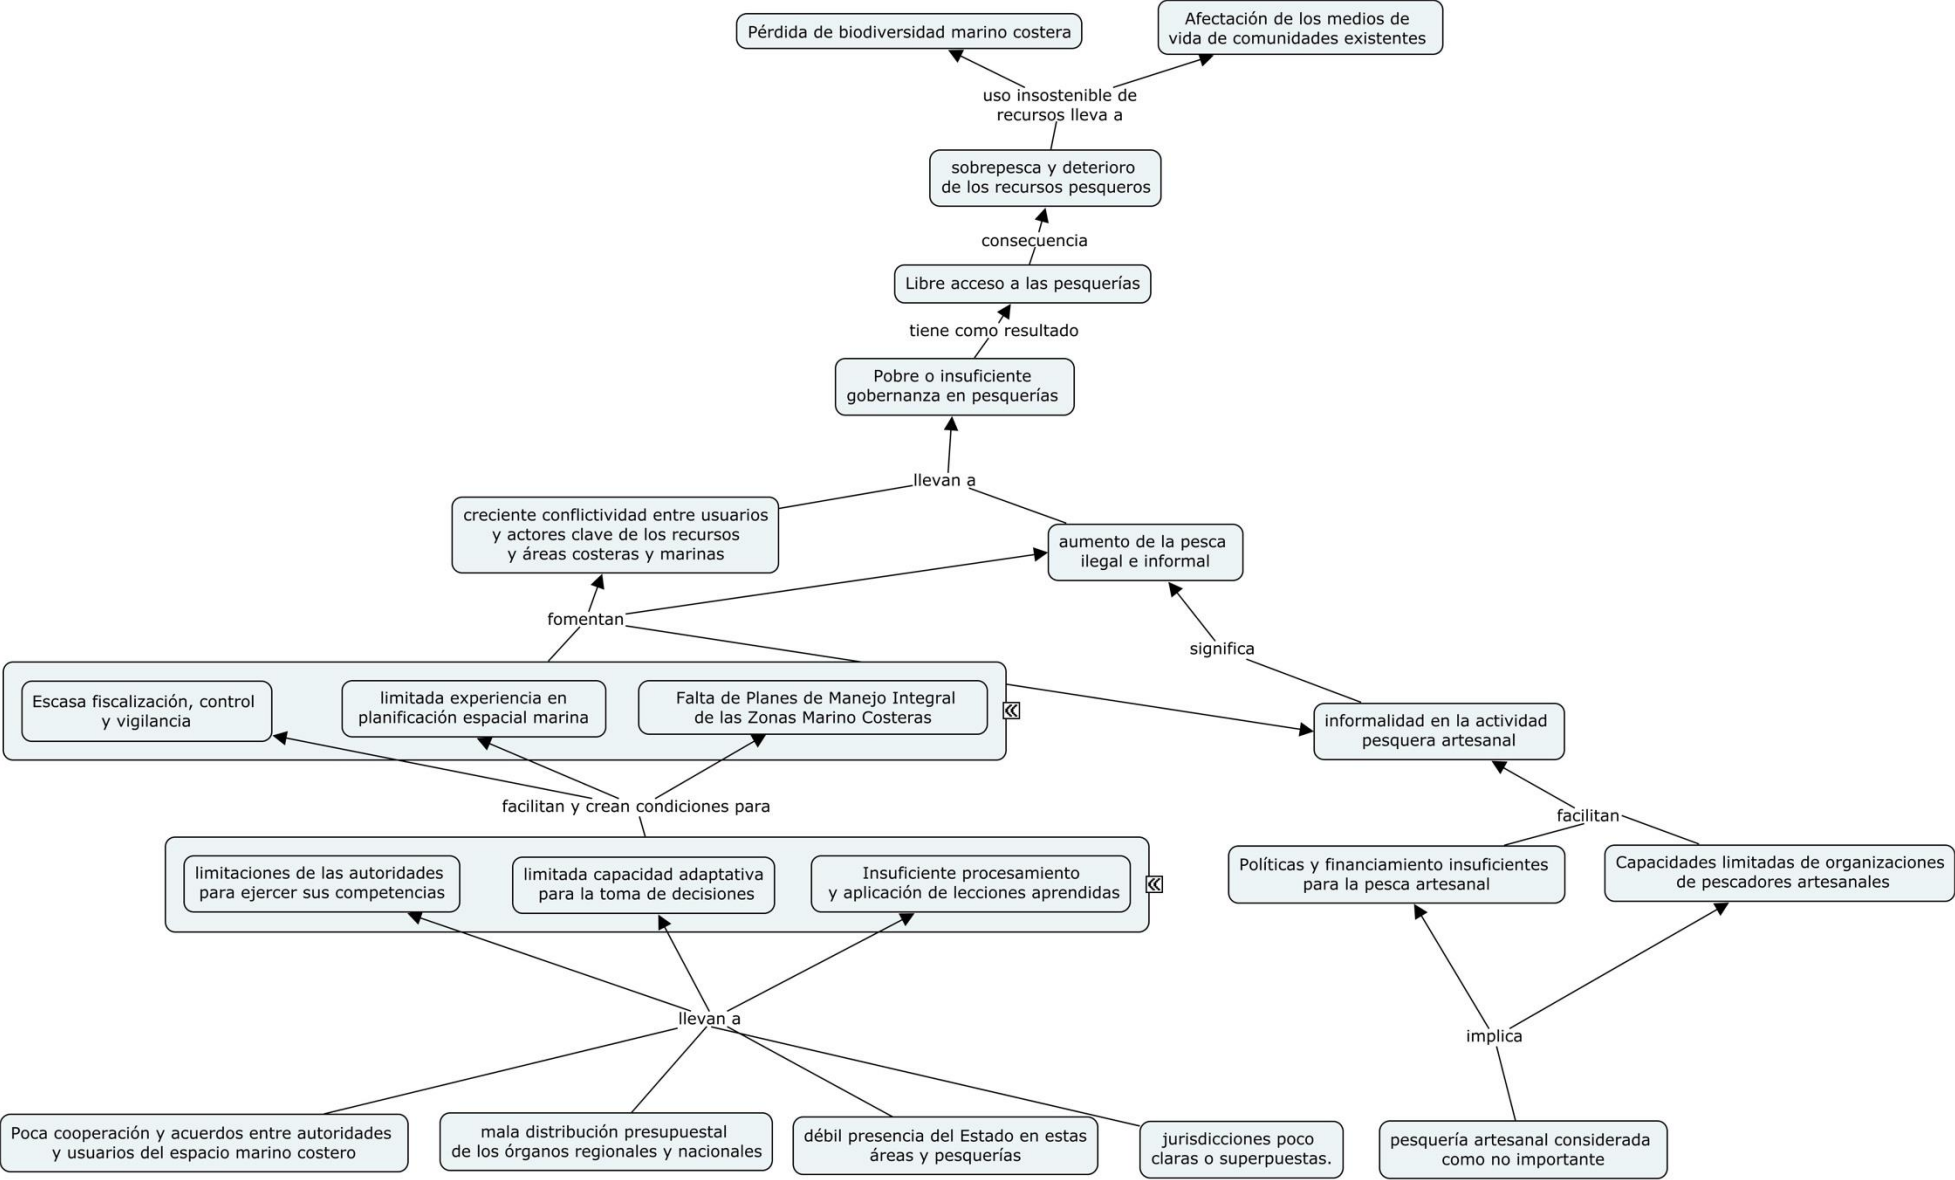 Pérdida de biodiversidad marino costera
Afectación de los medios de
vida de comunidades existentes
uso insostenible de
recursos lleva a
sobrepesca y deterioro
de los recursos pesqueros
consecuencia
Libre acceso a las pesquerías
tiene como resultado
Pobre o insuficiente
gobernanza en pesquerías
llevan a
creciente conflictividad entre usuarios
y actores clave de los recursos
y áreas costeras y marinas
aumento de la pesca
ilegal e informal
fomentan
significa
Escasa fiscalización, control
y vigilancia
limitada experiencia en
planificación espacial marina
Falta de Planes de Manejo Integral
de las Zonas Marino Costeras
informalidad en la actividad
pesquera artesanal
facilitan y crean condiciones para
facilitan
limitaciones de las autoridades
para ejercer sus competencias
limitada capacidad adaptativa
para la toma de decisiones
Insuficiente procesamiento
y aplicación de lecciones aprendidas
Políticas y financiamiento insuficientes
para la pesca artesanal
Capacidades limitadas de organizaciones
de pescadores artesanales
llevan a
implica
Poca cooperación y acuerdos entre autoridades
y usuarios del espacio marino costero
mala distribución presupuestal
de los órganos regionales y nacionales
débil presencia del Estado en estas
áreas y pesquerías
jurisdicciones poco
claras o superpuestas.
pesquería artesanal considerada
como no importante